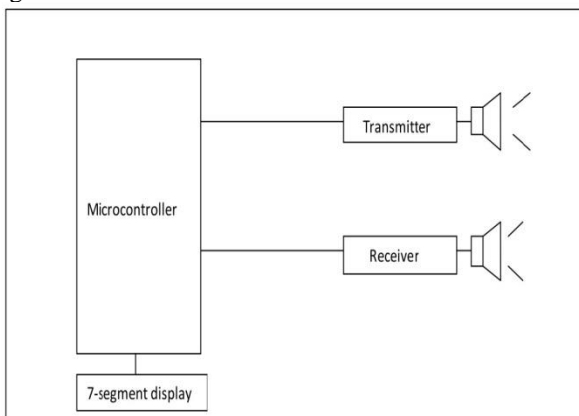 Transmitter
Microcontroller
Receiver
7-segment display